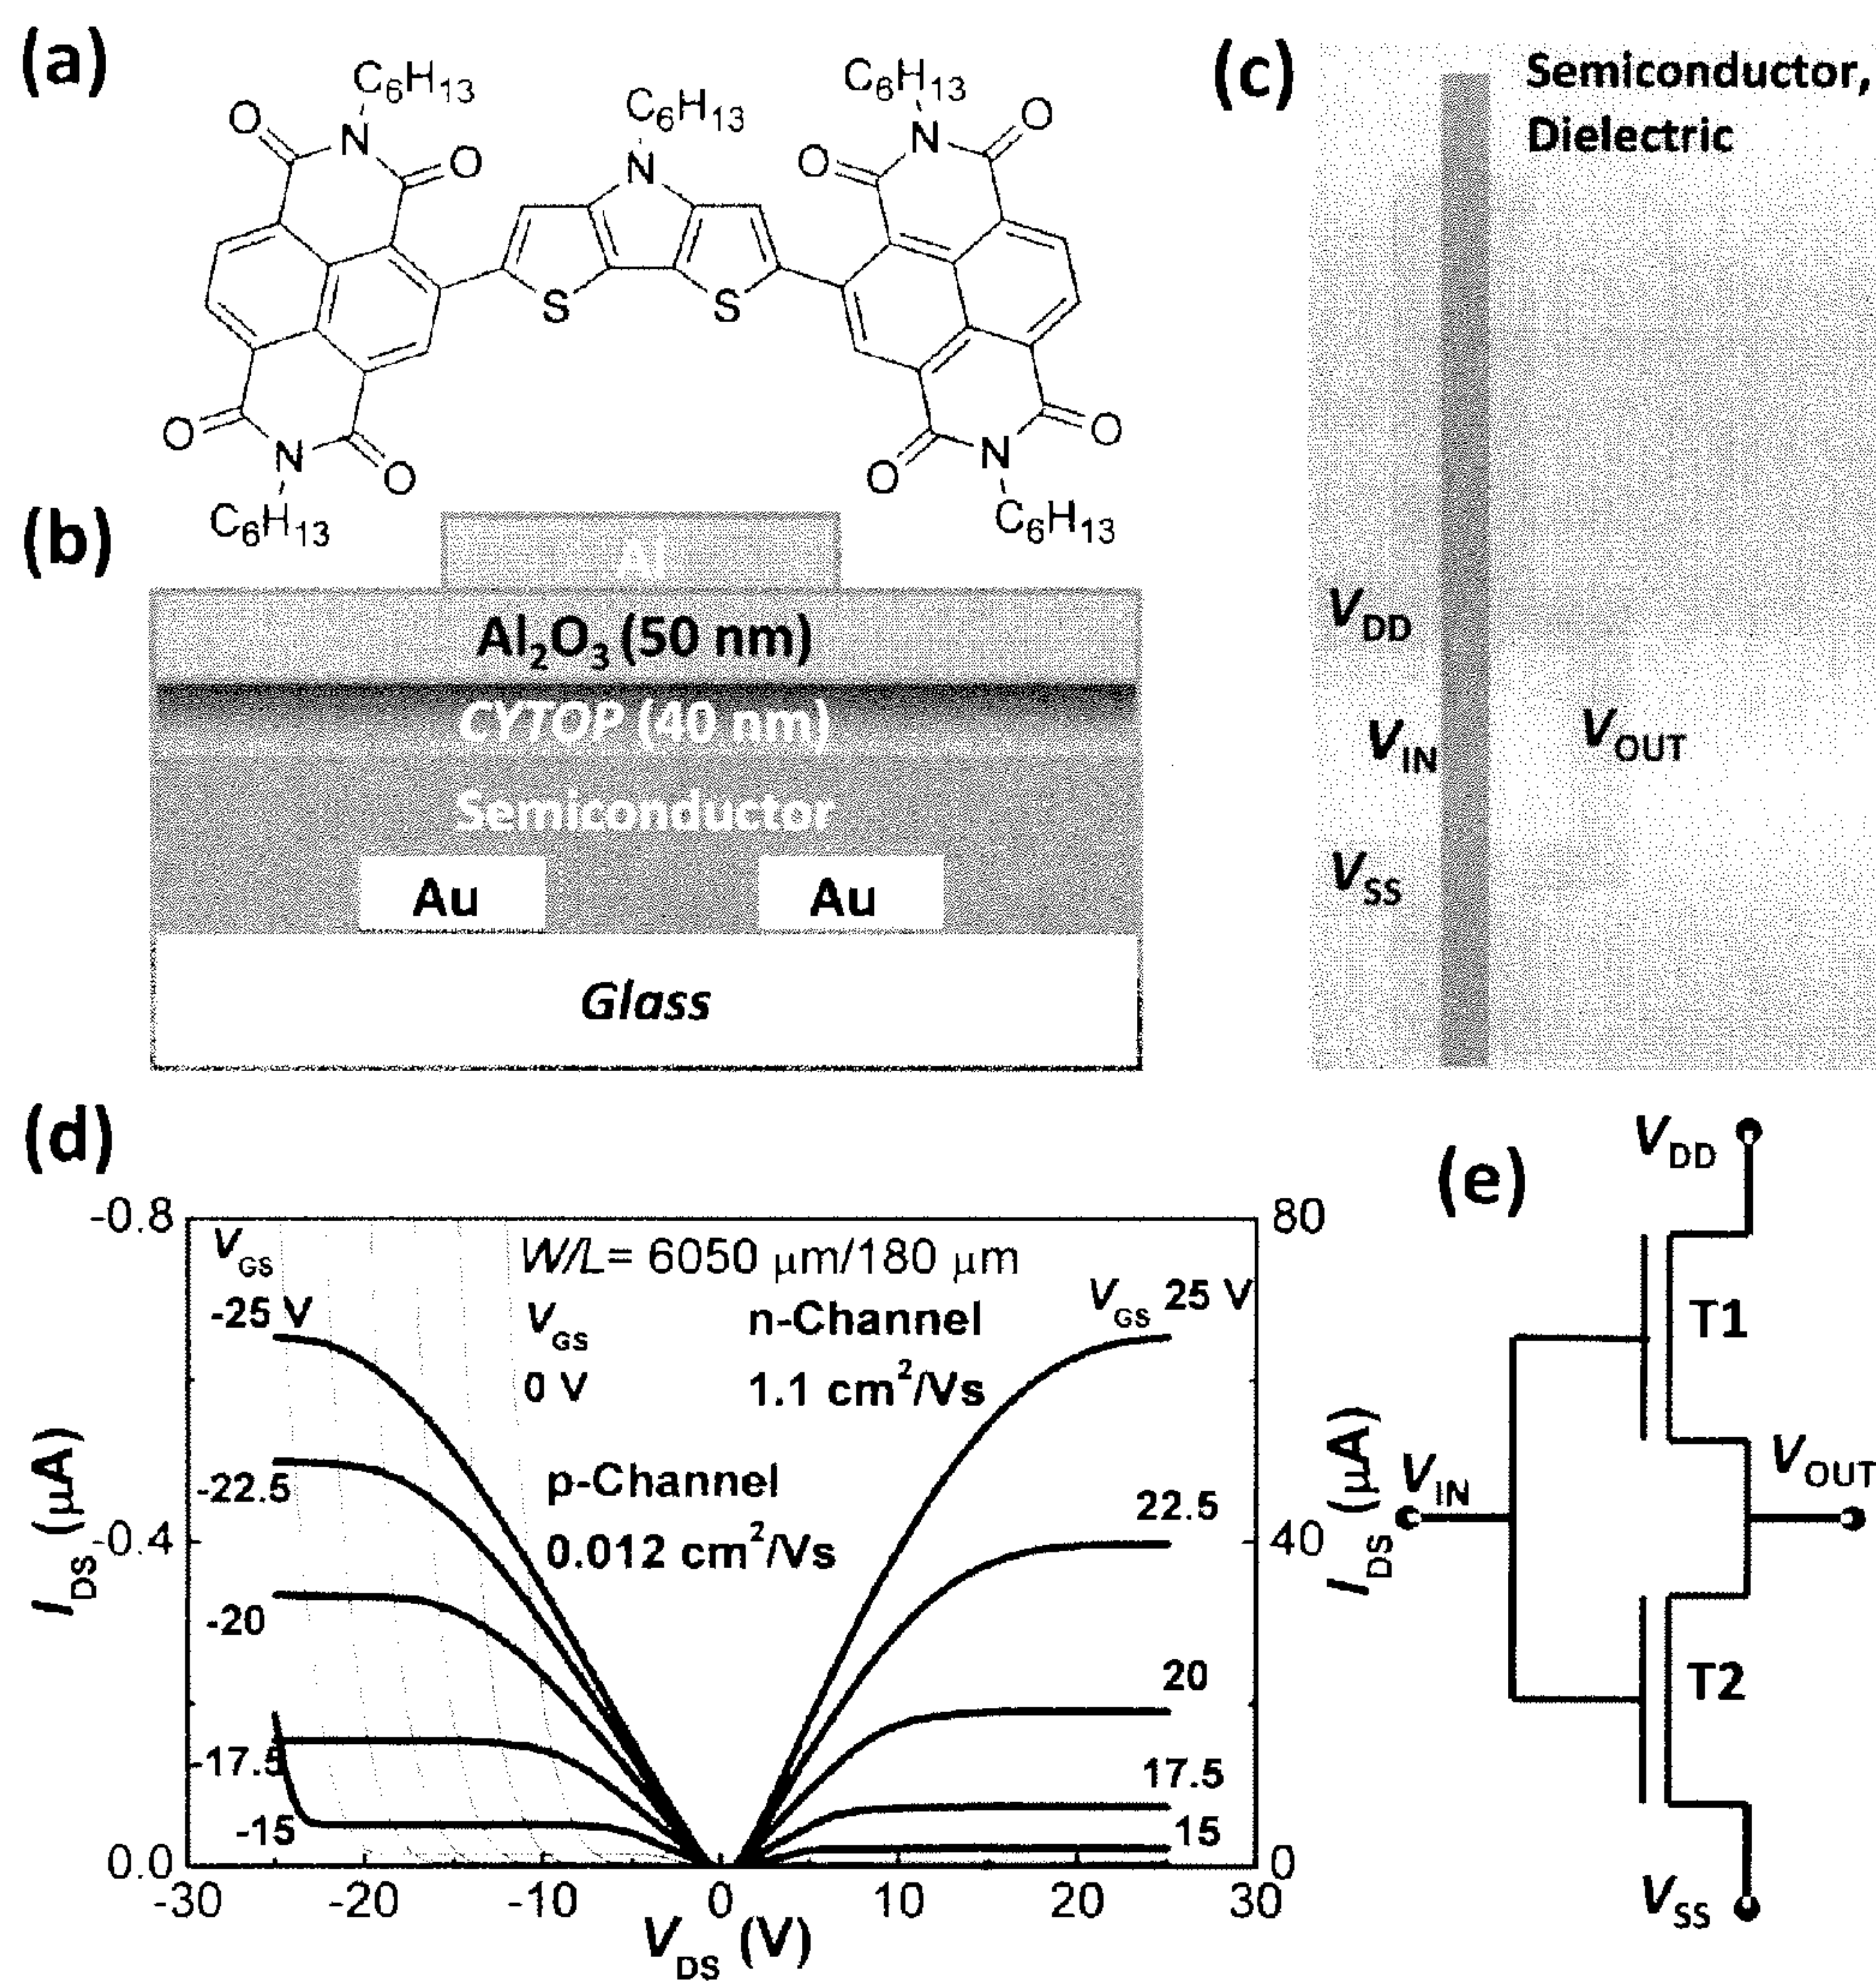 (a)
C6H13
C6H13
C6H13
O
N
O
N
O
N
O
S
S
O
N
O
O
N
O
C6H13
C6H13
(b)
Al
Al2O3 (50 nm)
CYTOP (40 nm)
Semiconductor
Au
Au
Glass
(c)
Semiconductor,
Dielectric
VDD
VIN
VOUT
VSS
(d)
-0.8
-0.4
0.0
IDS (μA)
VGS
-25 V
-22.5
-20
-17.5
-15
W/L= 6050 μm/180 μm
VGS
0 V
n-Channel
1.1 cm2/Vs
p-Channel
0.012 cm2/Vs
VGS 25 V
22.5
20
17.5
15
80
40
0
IDS (μA)
-30
-20
-10
0
10
20
30
VDS (V)
(e)
VDD
T1
VIN
VOUT
T2
VSS